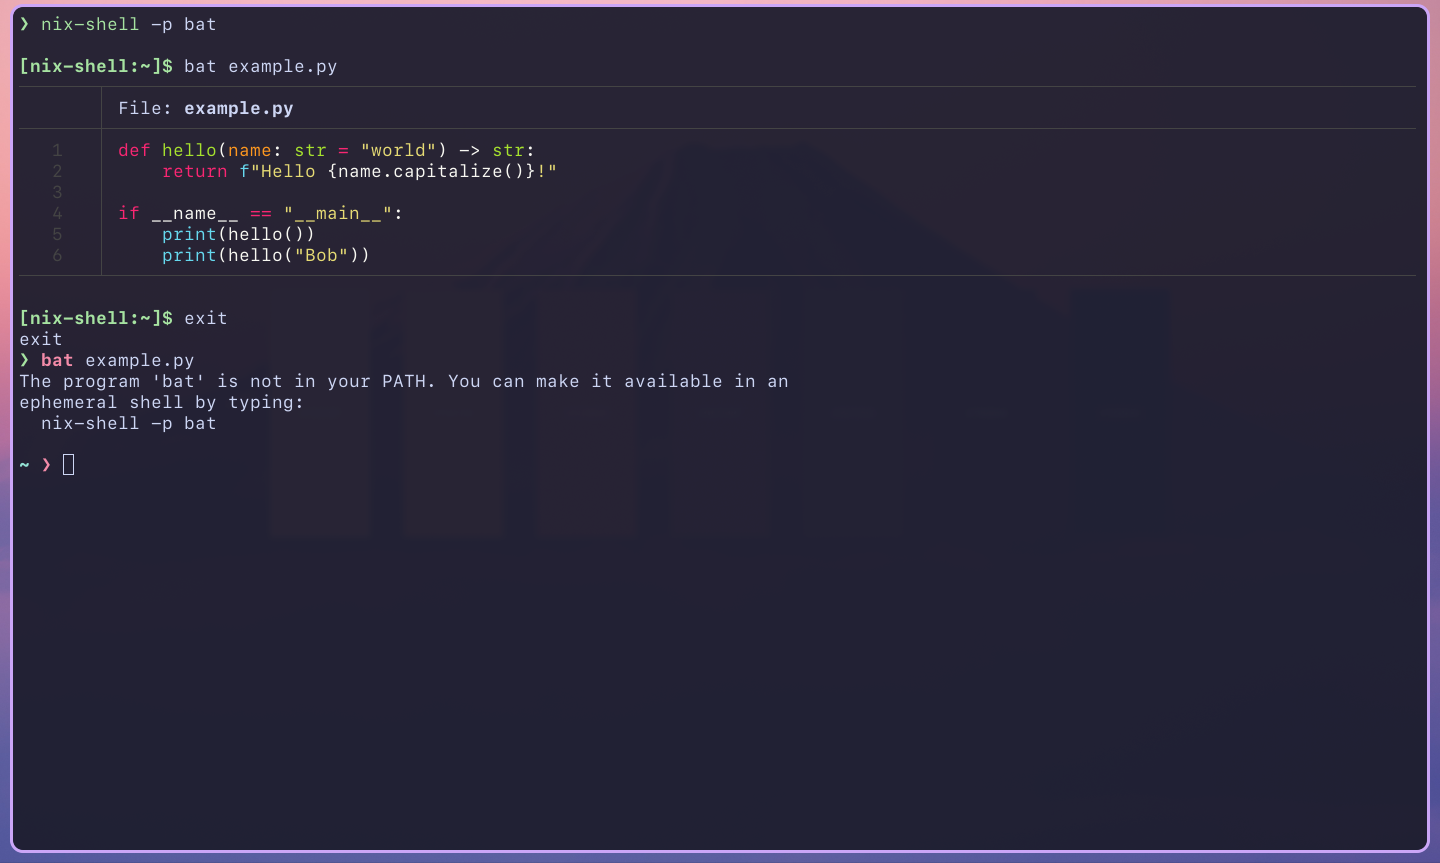 ❯ nix-shell -p bat
[nix-shell:~]$ bat example.py
File: example.py
1 def hello(name: str = "world") -> str:
2     return f"Hello {name.capitalize()}!"
3
4 if __name__ == "__main__":
5     print(hello())
6     print(hello("Bob"))
[nix-shell:~]$ exit
exit
❯ bat example.py
The program 'bat' is not in your PATH. You can make it available in an
ephemeral shell by typing:
  nix-shell -p bat
~ ❯